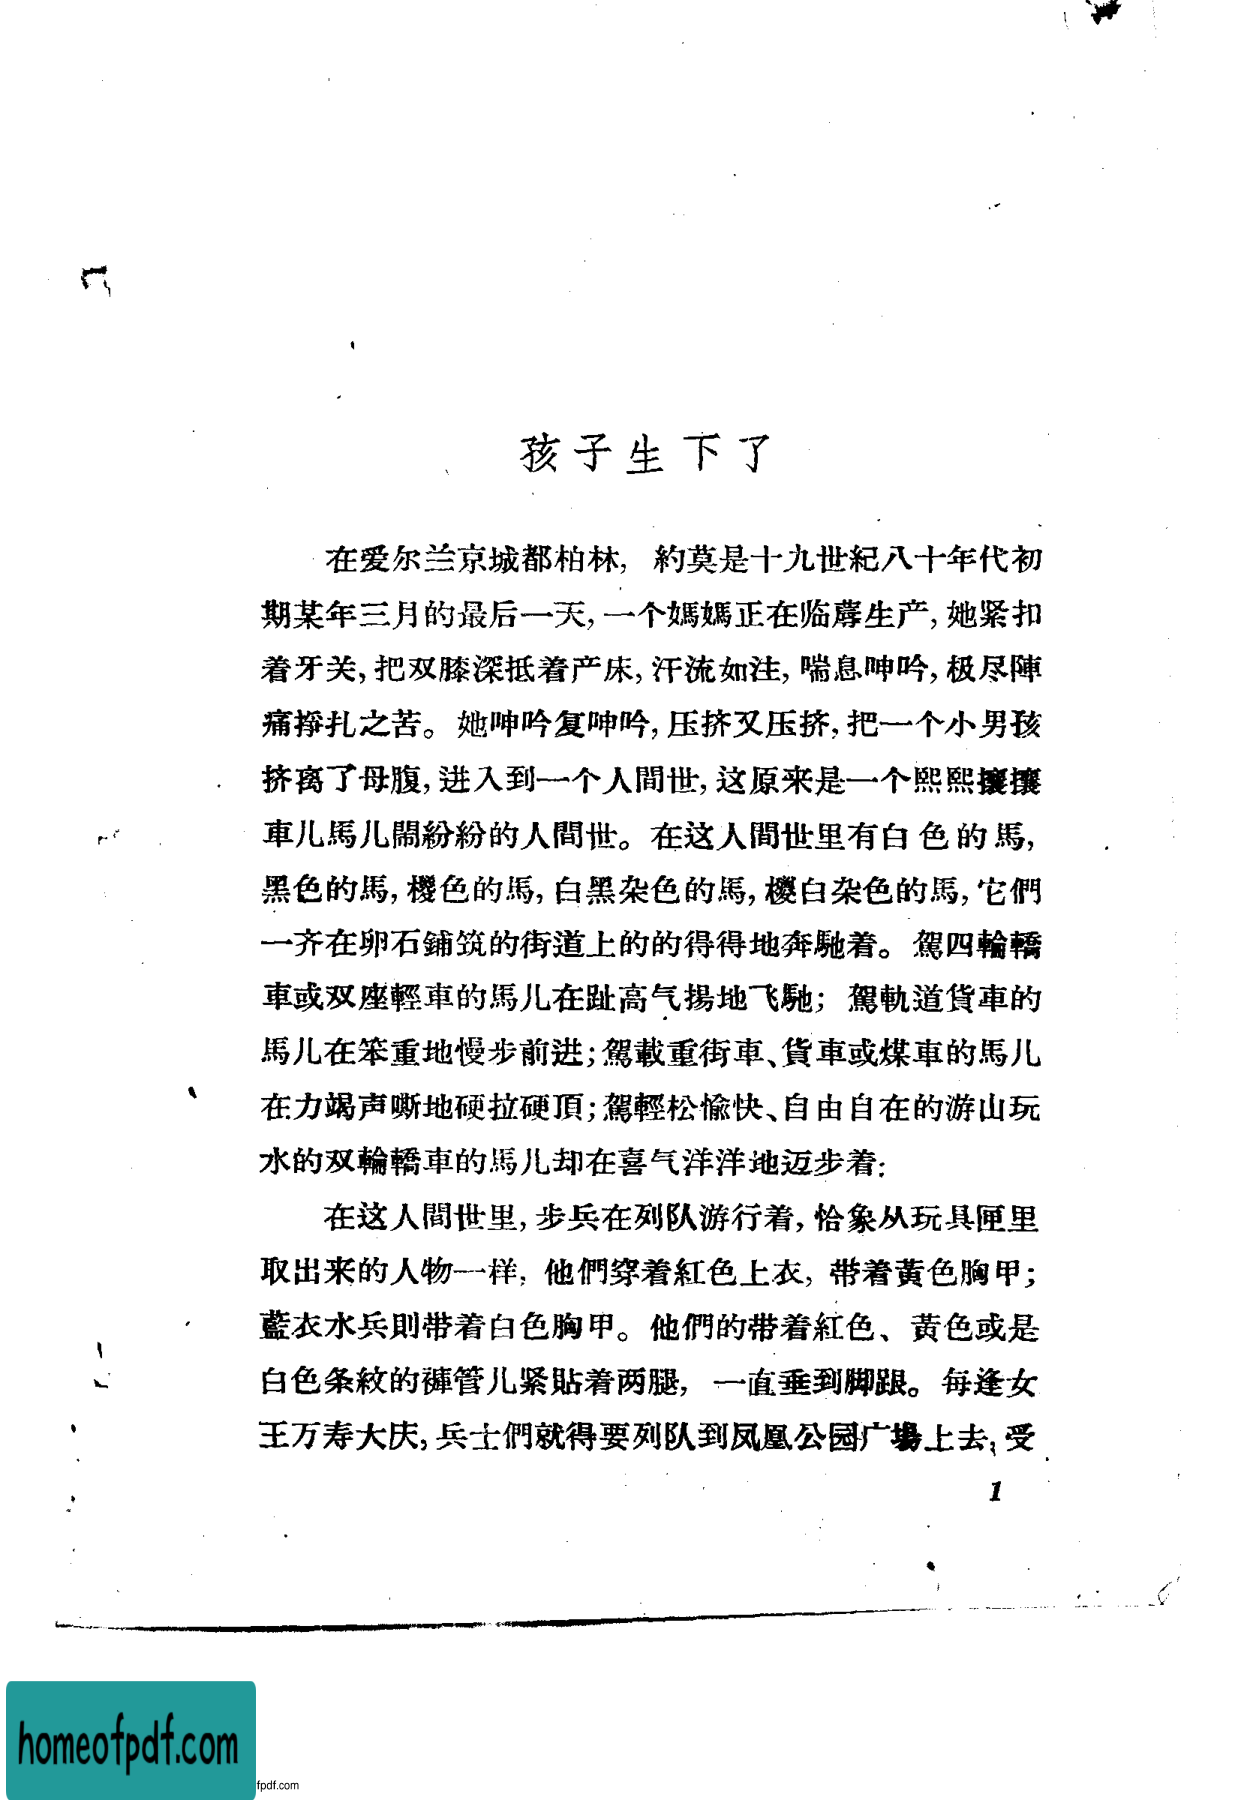 孩子生下了
在爱尔兰京城都柏林, 約莫是十九世紀八十年代初
期某年三月的最后一天, 一个媽媽正在临蓐生产, 她紧扣
着牙关, 把双膝深抵着产床, 汗流如注, 喘息呻吟, 极尽陣
痛掙扎之苦。她呻吟复呻吟, 压挤又压挤, 把一个小男孩
挤离了母腹, 进入到一个人間世, 这原来是一个熙熙攘攘
車儿馬儿鬧紛紛的人間世。在这人間世里有白色的馬,
黑色的馬, 椶色的馬, 白黑杂色的馬, 椶白杂色的馬, 它們
一齐在卵石鋪筑的街道上的的得得地奔馳着。駕四輪轎
車或双座輕車的馬儿在趾高气揚地飞馳; 駕軌道貨車的
馬儿在笨重地慢步前进; 駕載重街車、貨車或煤車的馬儿
在力竭声嘶地硬拉硬頂; 駕輕松愉快、自由自在的游山玩
水的双輪轎車的馬儿却在喜气洋洋地迈步着;
在这人間世里, 步兵在列队游行着, 恰象从玩具匣里
取出来的人物一样, 他們穿着紅色上衣, 带着黃色胸甲;
藍衣水兵則带着白色胸甲。他們的带着紅色、黃色或是
白色条紋的褲管儿紧貼着两腿, 一直垂到脚跟。每逢女
王万寿大庆, 兵士們就得要列队到凤凰公园广場上去, 受
1
homeofpdf.com
fpdf.com